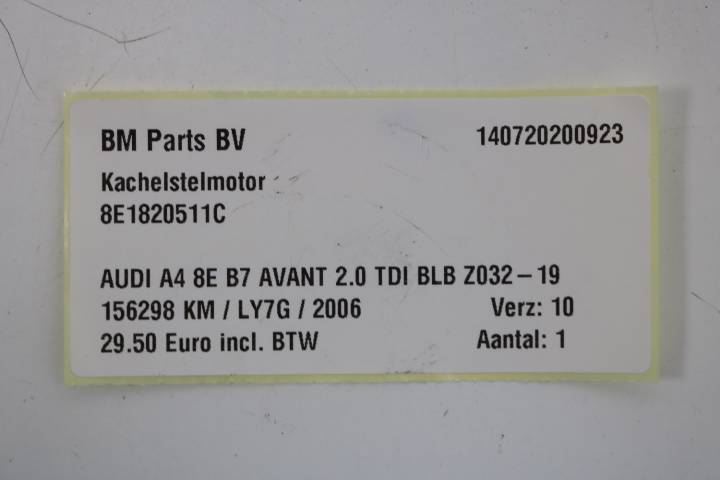 BM Parts BV 140720200923
Kachelstelmotor
8E1820511C
AUDI A4 8E B7 AVANT 2.0 TDI BLB Z032-19
156298 KM / LY7G / 2006 Verz: 10
29.50 Euro incl. BTW Aantal: 1